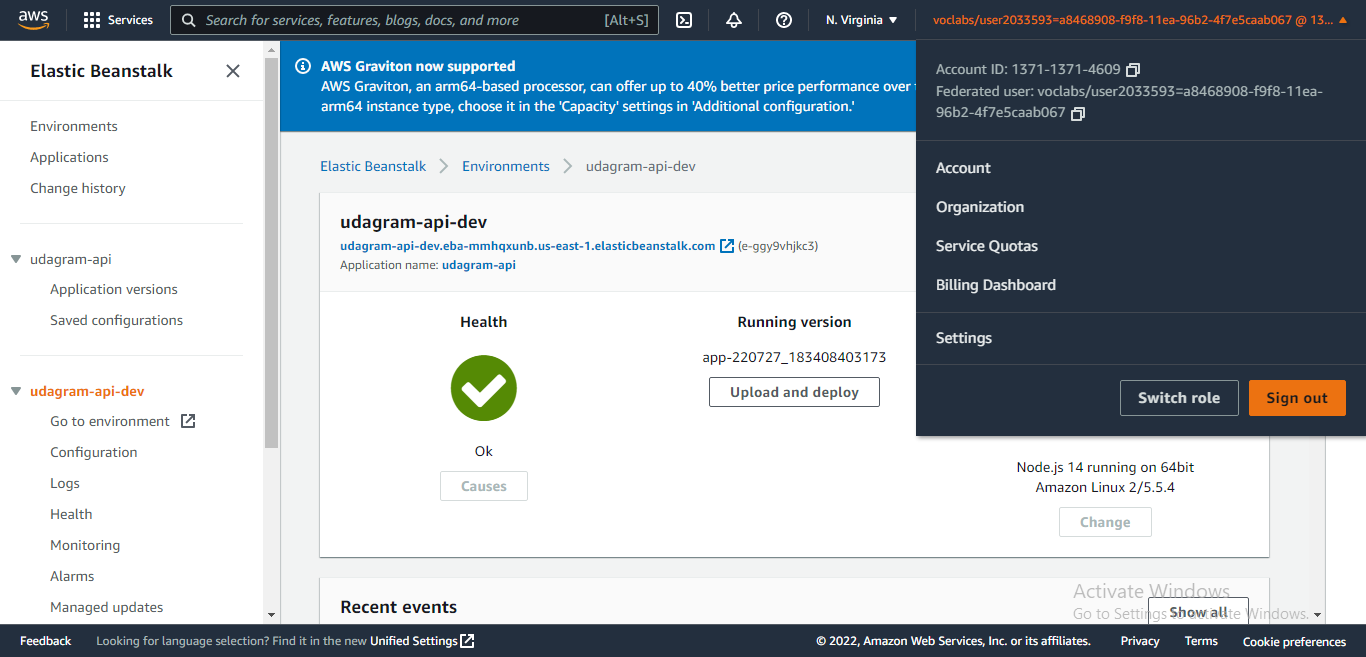 aws
Services
Search for services, features, blogs, docs, and more
[Alt+S]
N. Virginia
voclabs/user2033593=a8468908-f9f8-11ea-96b2-4f7e5caab067 @ 13...
Elastic Beanstalk
Environments
Applications
Change history
udagram-api
Application versions
Saved configurations
udagram-api-dev
Go to environment
Configuration
Logs
Health
Monitoring
Alarms
Managed updates
AWS Graviton now supported
AWS Graviton, an arm64-based processor, can offer up to 40% better price performance over
arm64 instance type, choose it in the 'Capacity' settings in 'Additional configuration.'
Elastic Beanstalk
Environments
udagram-api-dev
udagram-api-dev
udagram-api-dev.eba-mmhqxunb.us-east-1.elasticbeanstalk.com (e-ggy9vhjkc3)
Application name: udagram-api
Health
Ok
Causes
Running version
app-220727_183408403173
Upload and deploy
Node.js 14 running on 64bit
Amazon Linux 2/5.5.4
Change
Recent events
Show all
Account ID: 1371-1371-4609
Federated user: voclabs/user2033593=a8468908-f9f8-11ea-
96b2-4f7e5caab067
Account
Organization
Service Quotas
Billing Dashboard
Settings
Switch role
Sign out
Activate Windows
Go to Settings to activate Windows.
Feedback
Looking for language selection? Find it in the new Unified Settings
© 2022, Amazon Web Services, Inc. or its affiliates.
Privacy
Terms
Cookie preferences